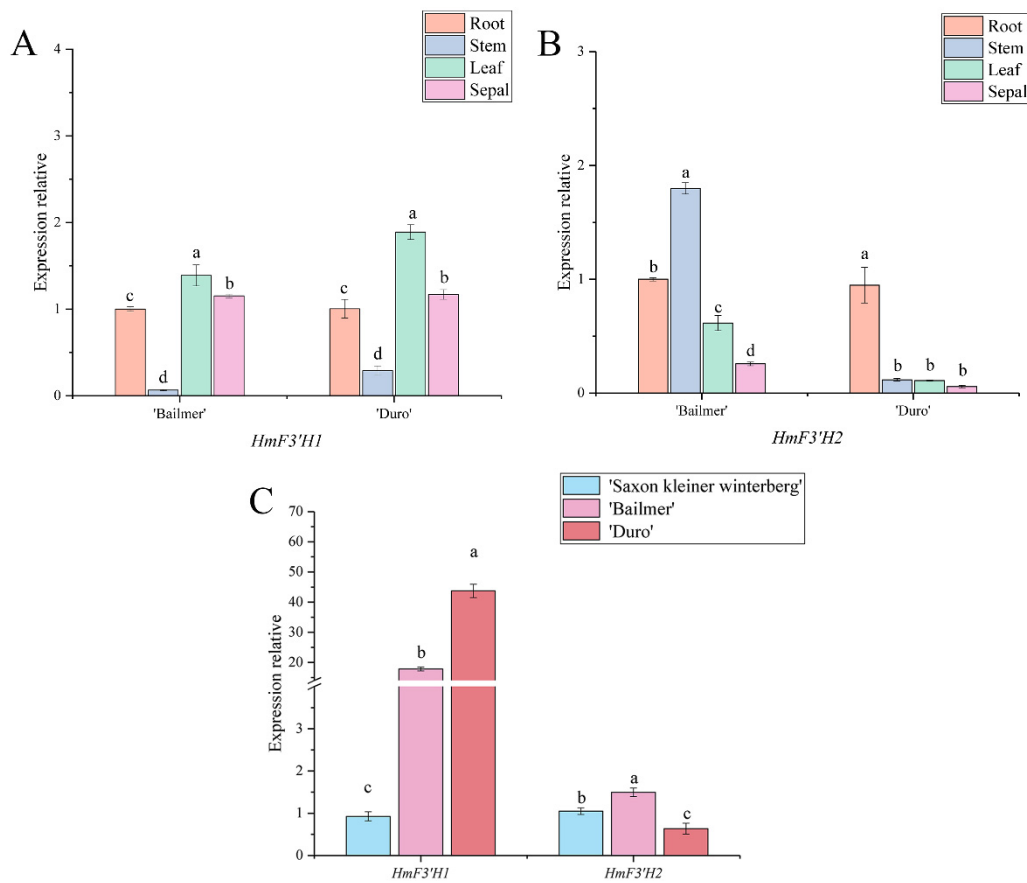 A
Root
Stem
Leaf
Sepal
4
3
2
1
0
Expression relative
c
d
a
b
c
d
a
b
'Bailmer'
'Duro'
HmF3'H1
B
Root
Stem
Leaf
Sepal
3
2
1
0
Expression relative
b
a
c
d
a
b
b
b
'Bailmer'
'Duro'
HmF3'H2
C
'Saxon kleiner winterberg'
'Bailmer'
'Duro'
70
60
50
40
30
20
3
2
1
0
Expression relative
c
b
a
b
a
c
HmF3'H1
HmF3'H2